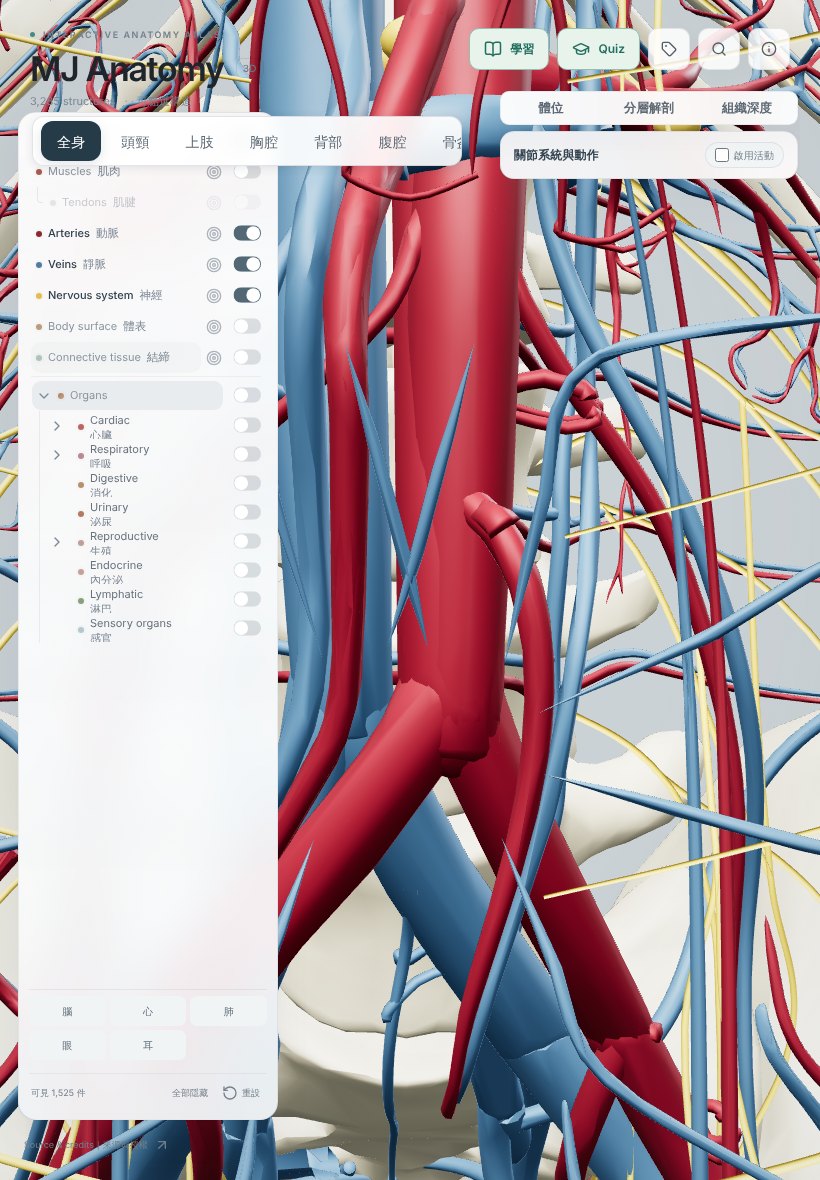 INTERACTIVE ANATOMY
MJ Anatomy
3D
學習
Quiz
體位
分層解剖
組織深度
全身
頭頸
上肢
胸腔
背部
腹腔
關節系統與動作
啟用活動
Muscles 肌肉
Tendons 肌腱
Arteries 動脈
Veins 靜脈
Nervous system 神經
Body surface 體表
Connective tissue 結締
Organs
Cardiac
心臟
Respiratory
呼吸
Digestive
消化
Urinary
泌尿
Reproductive
生殖
Endocrine
內分泌
Lymphatic
淋巴
Sensory organs
感官
腦
心
肺
眼
耳
可見 1,525 件
全部隱藏
重設